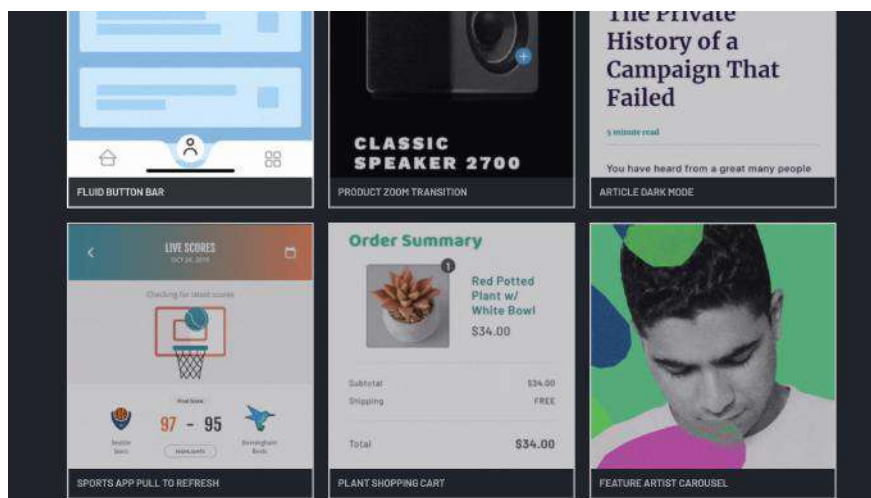 The Private
History of a
Campaign That
Failed
5 minute read
You have heard from a great many people
CLASSIC
SPEAKER 2700
FLUID BUTTON BAR
PRODUCT ZOOM TRANSITION
ARTICLE DARK MODE
LIVE SCORES
OCT 24, 2019
Checking for latest scores
Final Score
97 - 95
Seattle
Stars
HIGHLIGHTS
Birmingham
Birds
SPORTS APP PULL TO REFRESH
Order Summary
1
Red Potted
Plant w/
White Bowl
$34.00
Subtotal $34.00
Shipping FREE
Total $34.00
PLANT SHOPPING CART
FEATURE ARTIST CAROUSEL